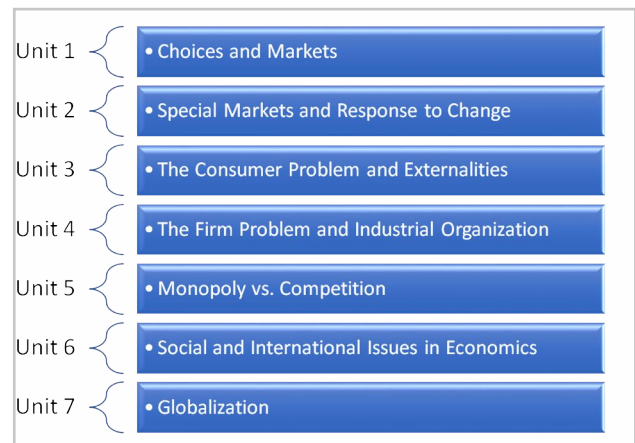 Unit 1 • Choices and Markets
Unit 2 • Special Markets and Response to Change
Unit 3 • The Consumer Problem and Externalities
Unit 4 • The Firm Problem and Industrial Organization
Unit 5 • Monopoly vs. Competition
Unit 6 • Social and International Issues in Economics
Unit 7 • Globalization